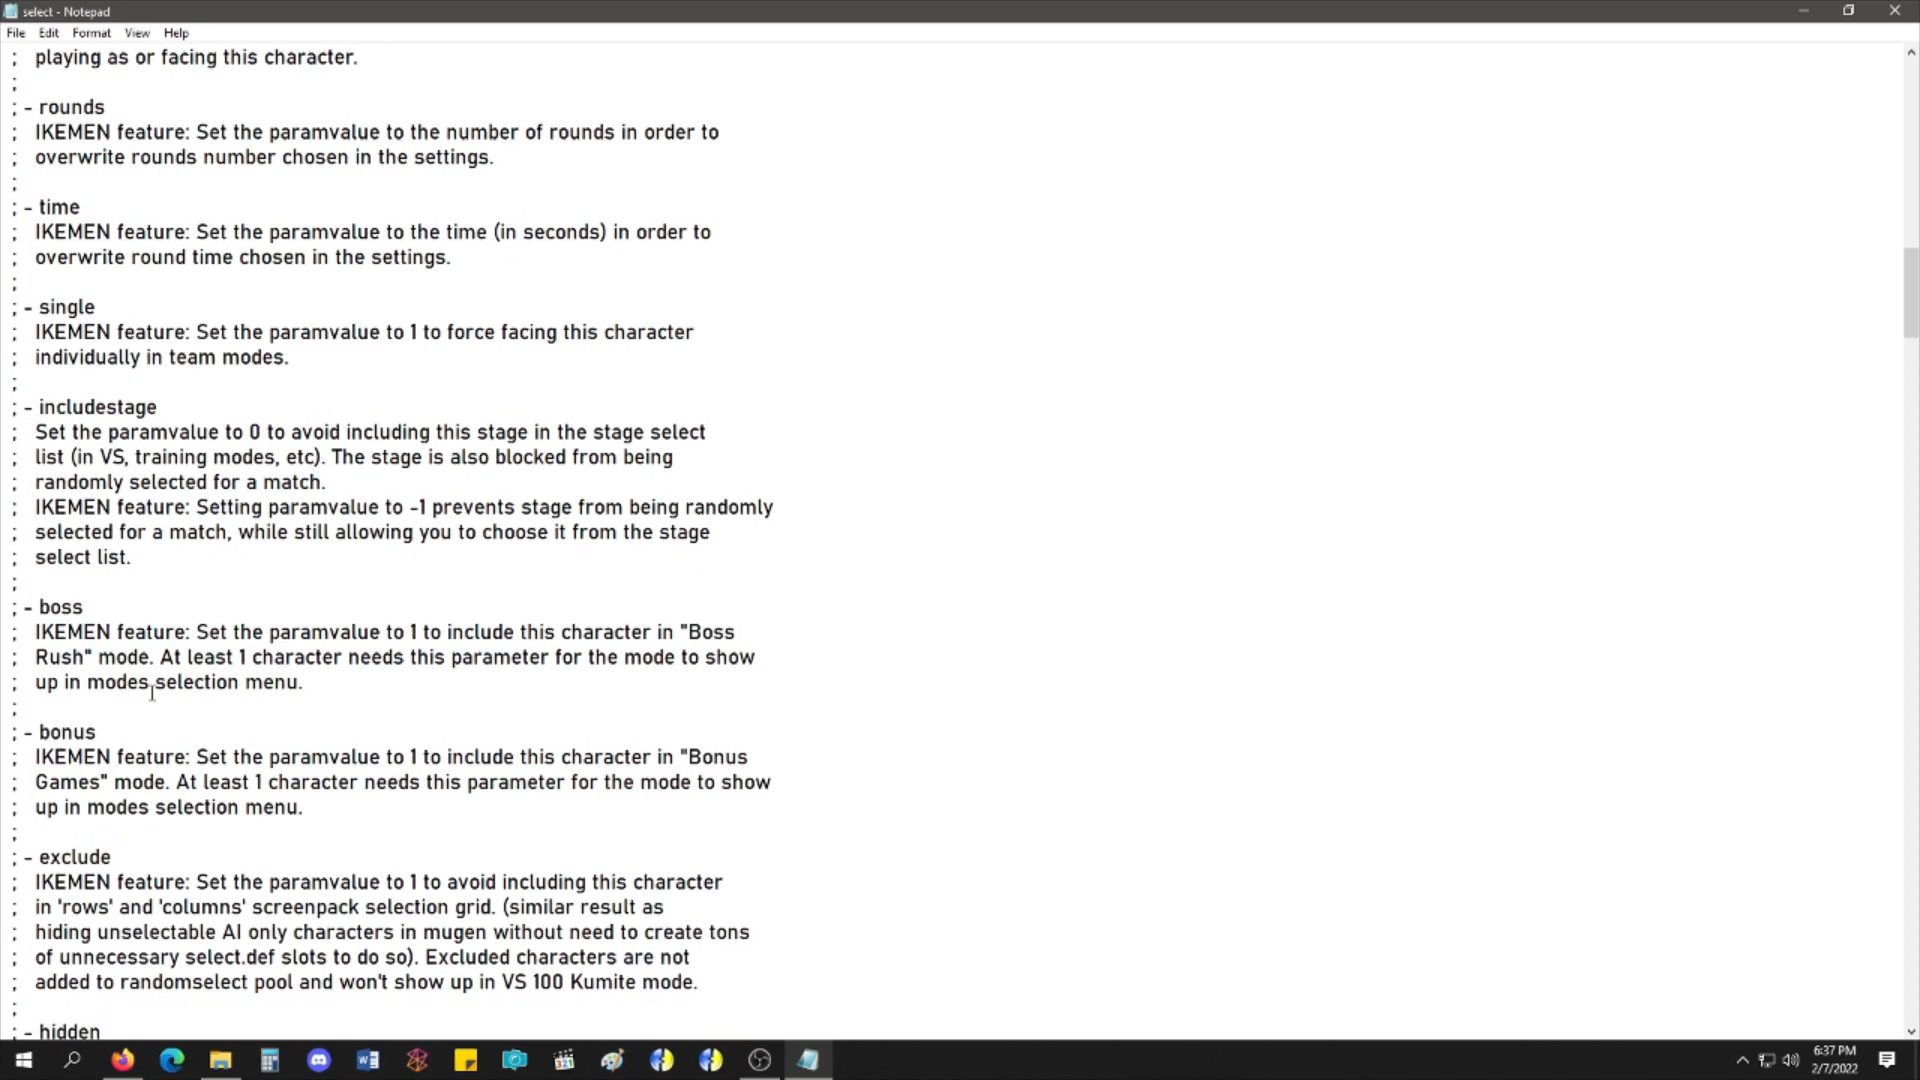 select - Notepad
File Edit Format View Help
;   playing as or facing this character.
;
; - rounds
;   IKEMEN feature: Set the paramvalue to the number of rounds in order to
;   overwrite rounds number chosen in the settings.
;
; - time
;   IKEMEN feature: Set the paramvalue to the time (in seconds) in order to
;   overwrite round time chosen in the settings.
;
; - single
;   IKEMEN feature: Set the paramvalue to 1 to force facing this character
;   individually in team modes.
;
; - includestage
;   Set the paramvalue to 0 to avoid including this stage in the stage select
;   list (in VS, training modes, etc). The stage is also blocked from being
;   randomly selected for a match.
;   IKEMEN feature: Setting paramvalue to -1 prevents stage from being randomly
;   selected for a match, while still allowing you to choose it from the stage
;   select list.
;
; - boss
;   IKEMEN feature: Set the paramvalue to 1 to include this character in "Boss
;   Rush" mode. At least 1 character needs this parameter for the mode to show
;   up in modes selection menu.
;
; - bonus
;   IKEMEN feature: Set the paramvalue to 1 to include this character in "Bonus
;   Games" mode. At least 1 character needs this parameter for the mode to show
;   up in modes selection menu.
;
; - exclude
;   IKEMEN feature: Set the paramvalue to 1 to avoid including this character
;   in 'rows' and 'columns' screenpack selection grid. (similar result as
;   hiding unselectable AI only characters in mugen without need to create tons
;   of unnecessary select.def slots to do so). Excluded characters are not
;   added to randomselect pool and won't show up in VS 100 Kumite mode.
;
; - hidden
6:37 PM
2/7/2022